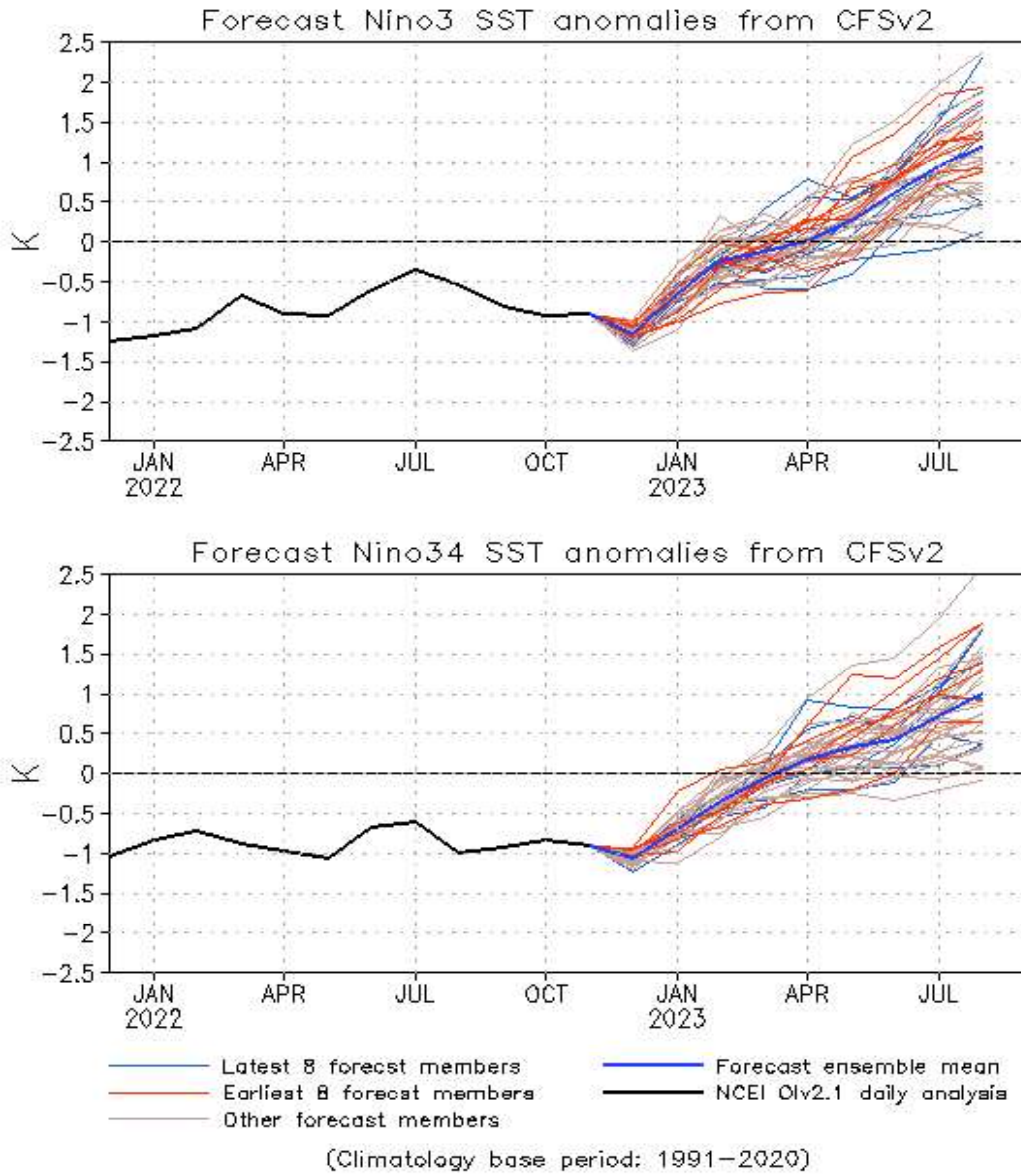 Forecast Nino3 SST anomalies from CFSv2
2.5
2
1.5
1
0.5
0
−0.5
−1
−1.5
−2
−2.5
K
JAN APR JUL OCT JAN APR JUL
2022 2023
Forecast Nino34 SST anomalies from CFSv2
2.5
2
1.5
1
0.5
0
−0.5
−1
−1.5
−2
−2.5
K
JAN APR JUL OCT JAN APR JUL
2022 2023
Latest 8 forecst members
Forecast ensemble mean
Earliest 8 forecst members
NCEI OIv2.1 daily analysis
Other forecast members
(Climatology base period: 1991−2020)